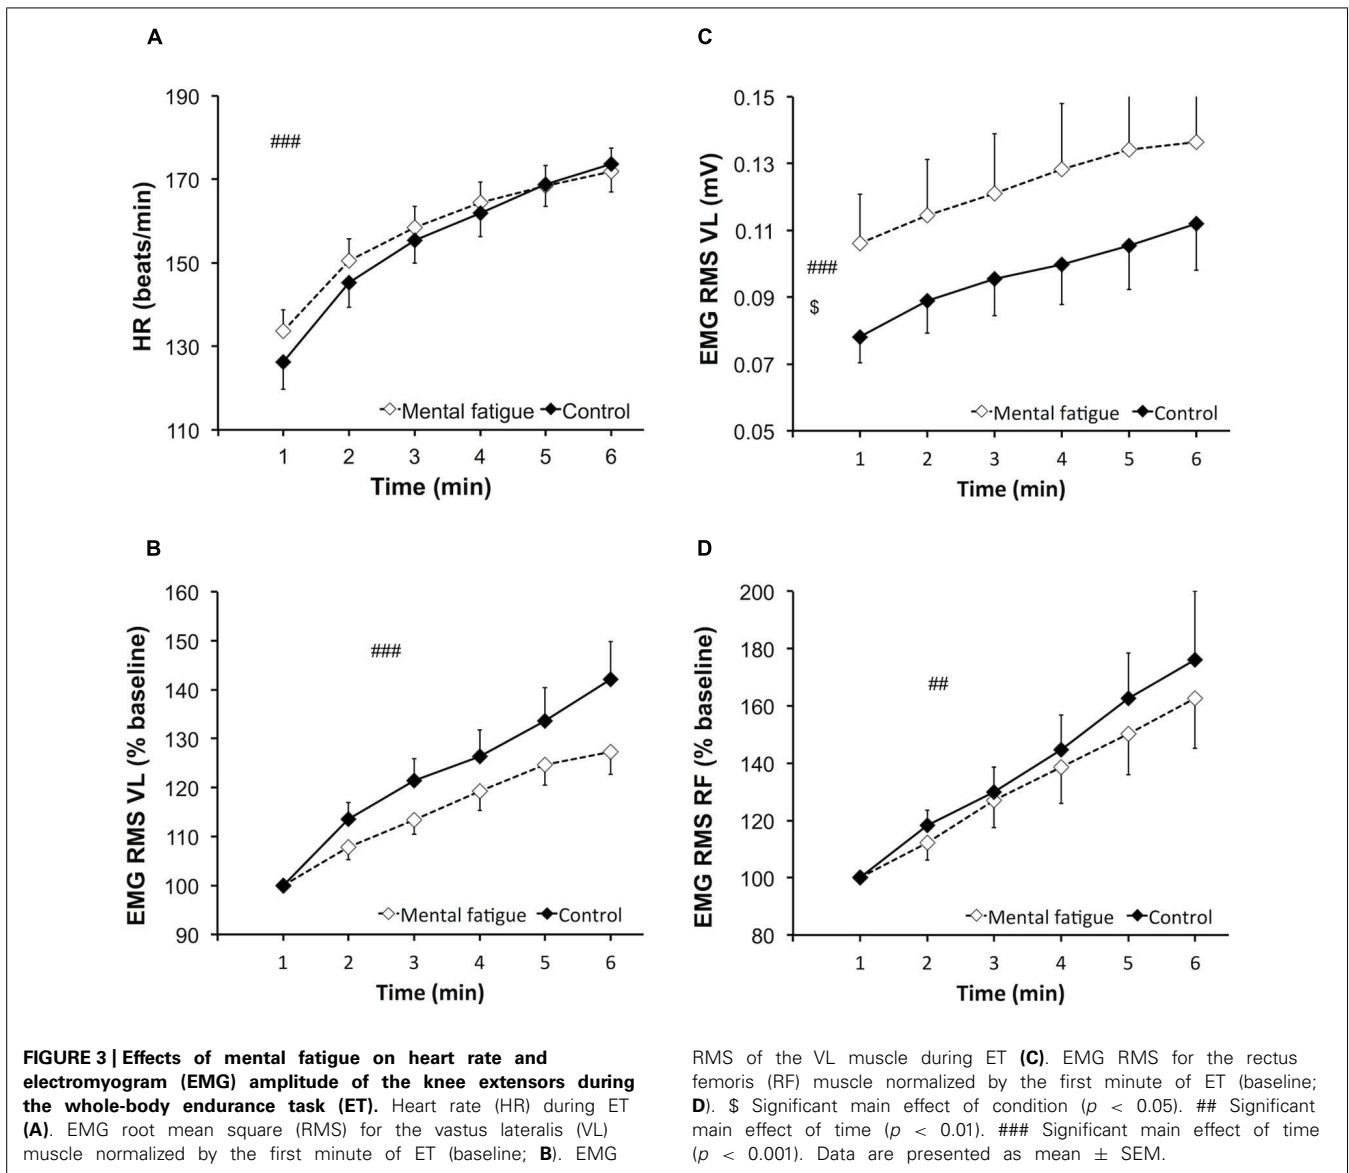 A
190
170
150
130
110
HR (beats/min)
###
Mental fatigue Control
1 2 3 4 5 6
Time (min)
C
0.15
0.13
0.11
0.09
0.07
0.05
EMG RMS VL (mV)
###
$
Mental fatigue Control
1 2 3 4 5 6
Time (min)
B
160
150
140
130
120
110
100
90
EMG RMS VL (% baseline)
###
Mental fatigue Control
1 2 3 4 5 6
Time (min)
D
200
180
160
140
120
100
80
EMG RMS RF (% baseline)
##
Mental fatigue Control
1 2 3 4 5 6
Time (min)
FIGURE 3 | Effects of mental fatigue on heart rate and
electromyogram (EMG) amplitude of the knee extensors during
the whole-body endurance task (ET). Heart rate (HR) during ET
(A). EMG root mean square (RMS) for the vastus lateralis (VL)
muscle normalized by the first minute of ET (baseline; B). EMG
RMS of the VL muscle during ET (C). EMG RMS for the rectus
femoris (RF) muscle normalized by the first minute of ET (baseline;
D). $ Significant main effect of condition (p < 0.05). ## Significant
main effect of time (p < 0.01). ### Significant main effect of time
(p < 0.001). Data are presented as mean ± SEM.